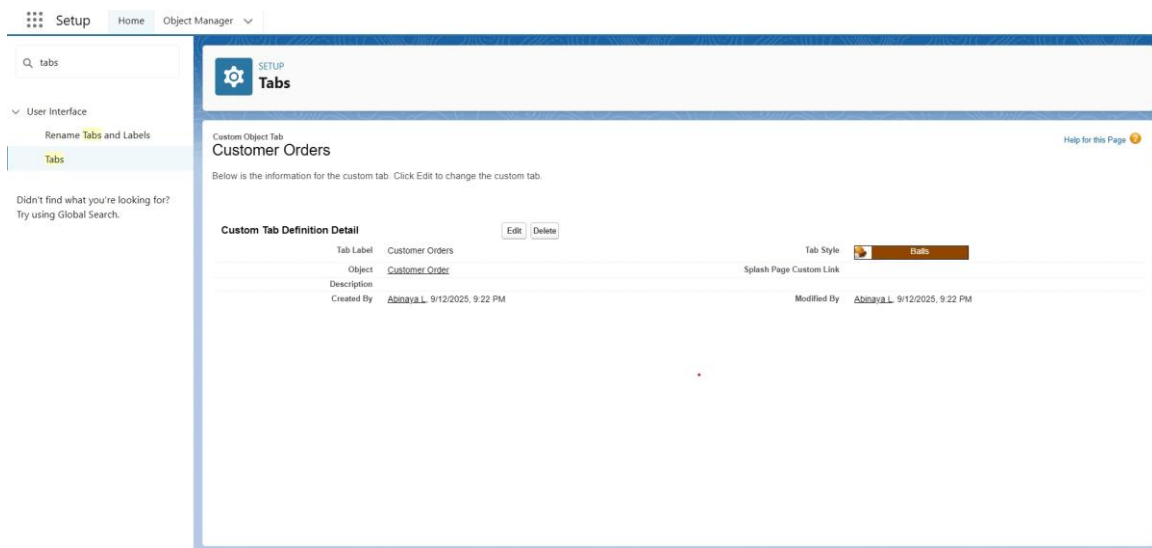 Setup Home Object Manager
tabs
User Interface
Rename Tabs and Labels
Tabs
Didn't find what you're looking for?
Try using Global Search.
SETUP
Tabs
Custom Object Tab
Customer Orders
Help for this Page
Below is the information for the custom tab. Click Edit to change the custom tab.
Custom Tab Definition Detail Edit Delete
Tab Label Customer Orders Tab Style Balls
Object Customer Order Splash Page Custom Link
Description
Created By Abinaya L, 9/12/2025, 9:22 PM Modified By Abinaya L, 9/12/2025, 9:22 PM